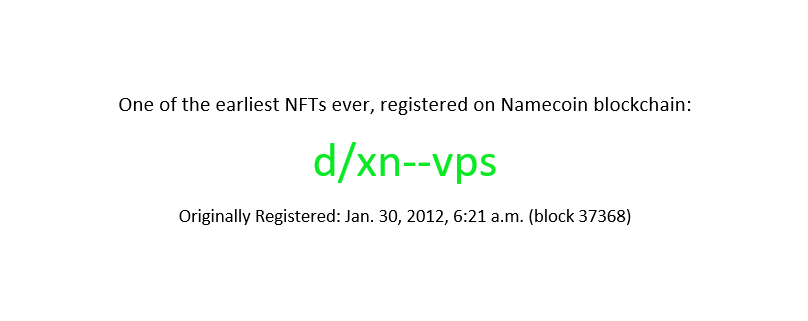 One of the earliest NFTs ever, registered on Namecoin blockchain:
d/xn--vps
Originally Registered: Jan. 30, 2012, 6:21 a.m. (block 37368)